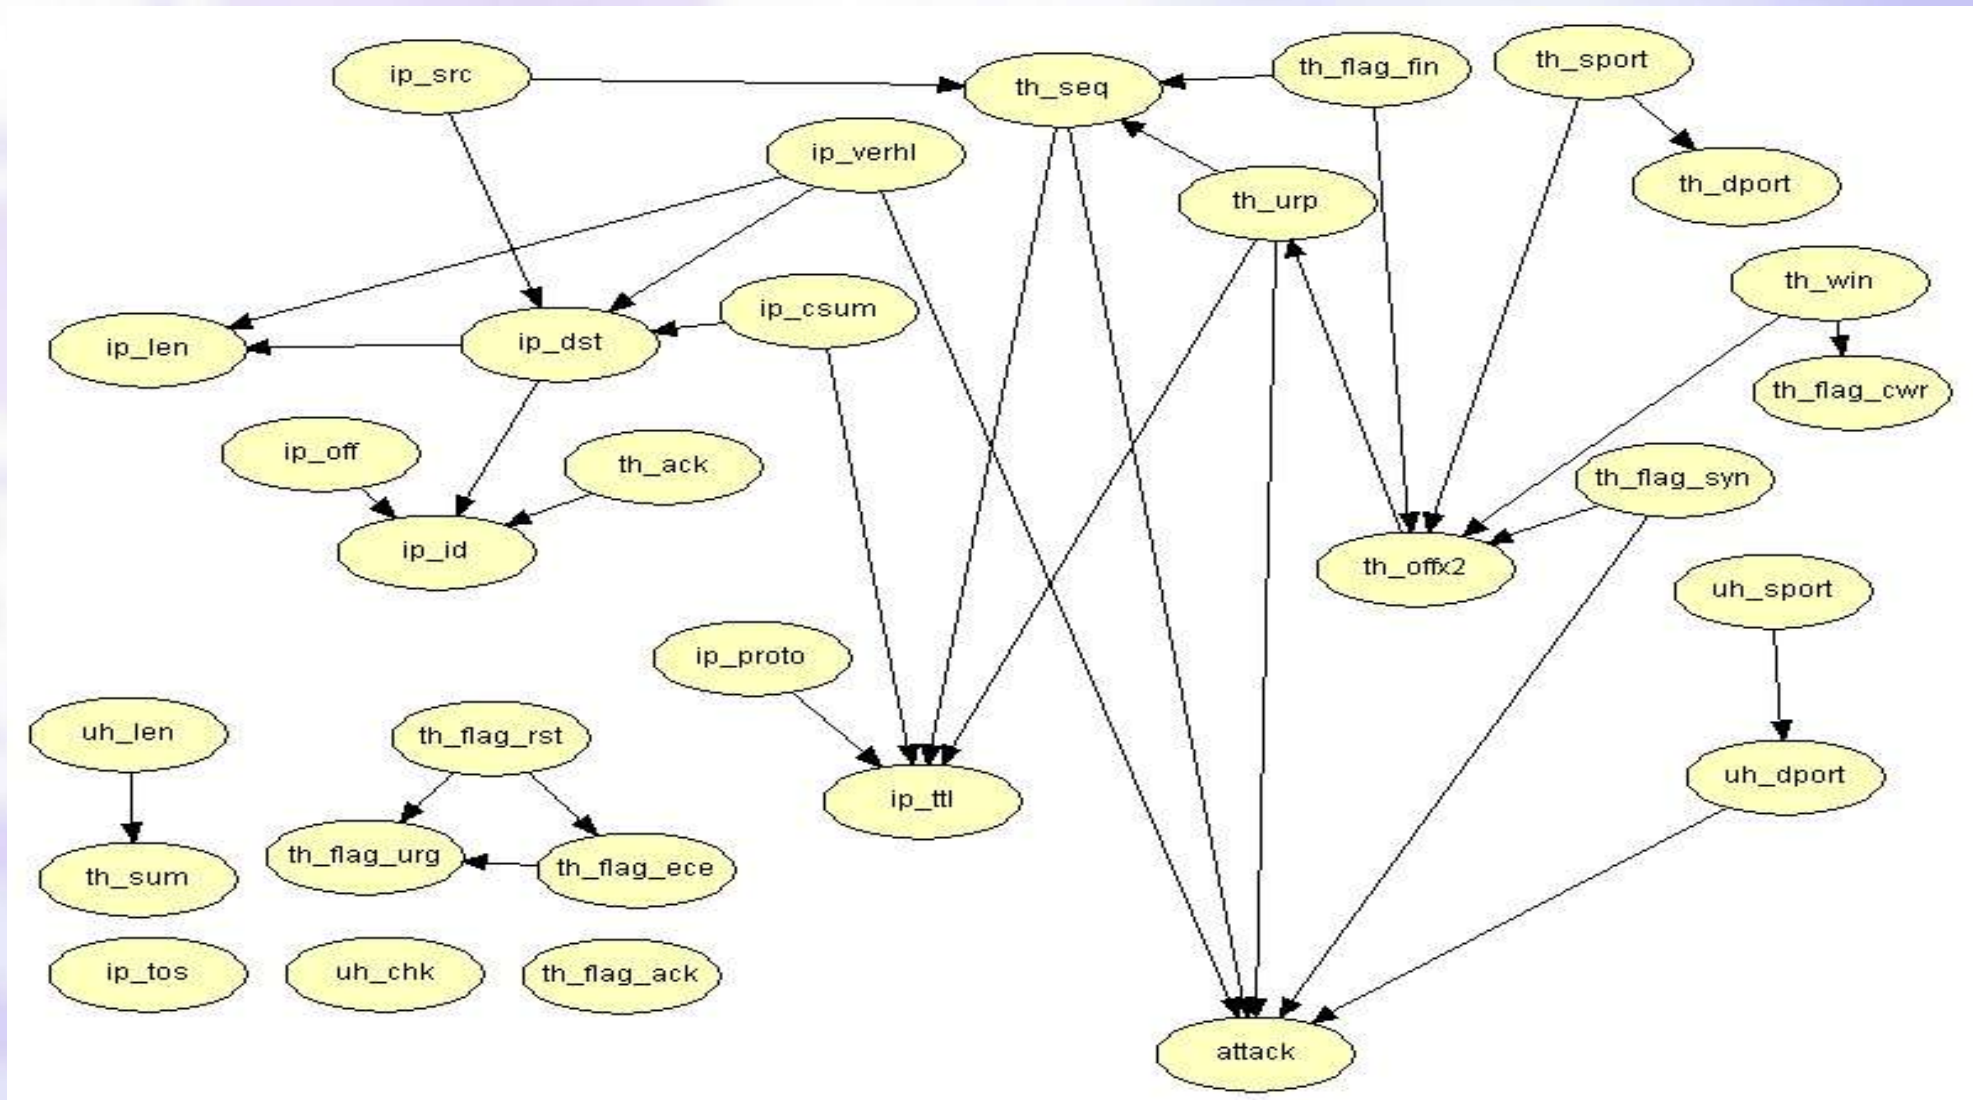 ip_src
th_seq
th_flag_fin
th_sport
ip_verhl
th_urp
th_dport
ip_len
ip_dst
ip_csum
th_win
th_flag_cwr
ip_off
th_ack
th_flag_syn
ip_id
th_offx2
uh_sport
ip_proto
uh_len
th_flag_rst
ip_ttl
uh_dport
th_sum
th_flag_urg
th_flag_ece
ip_tos
uh_chk
th_flag_ack
attack